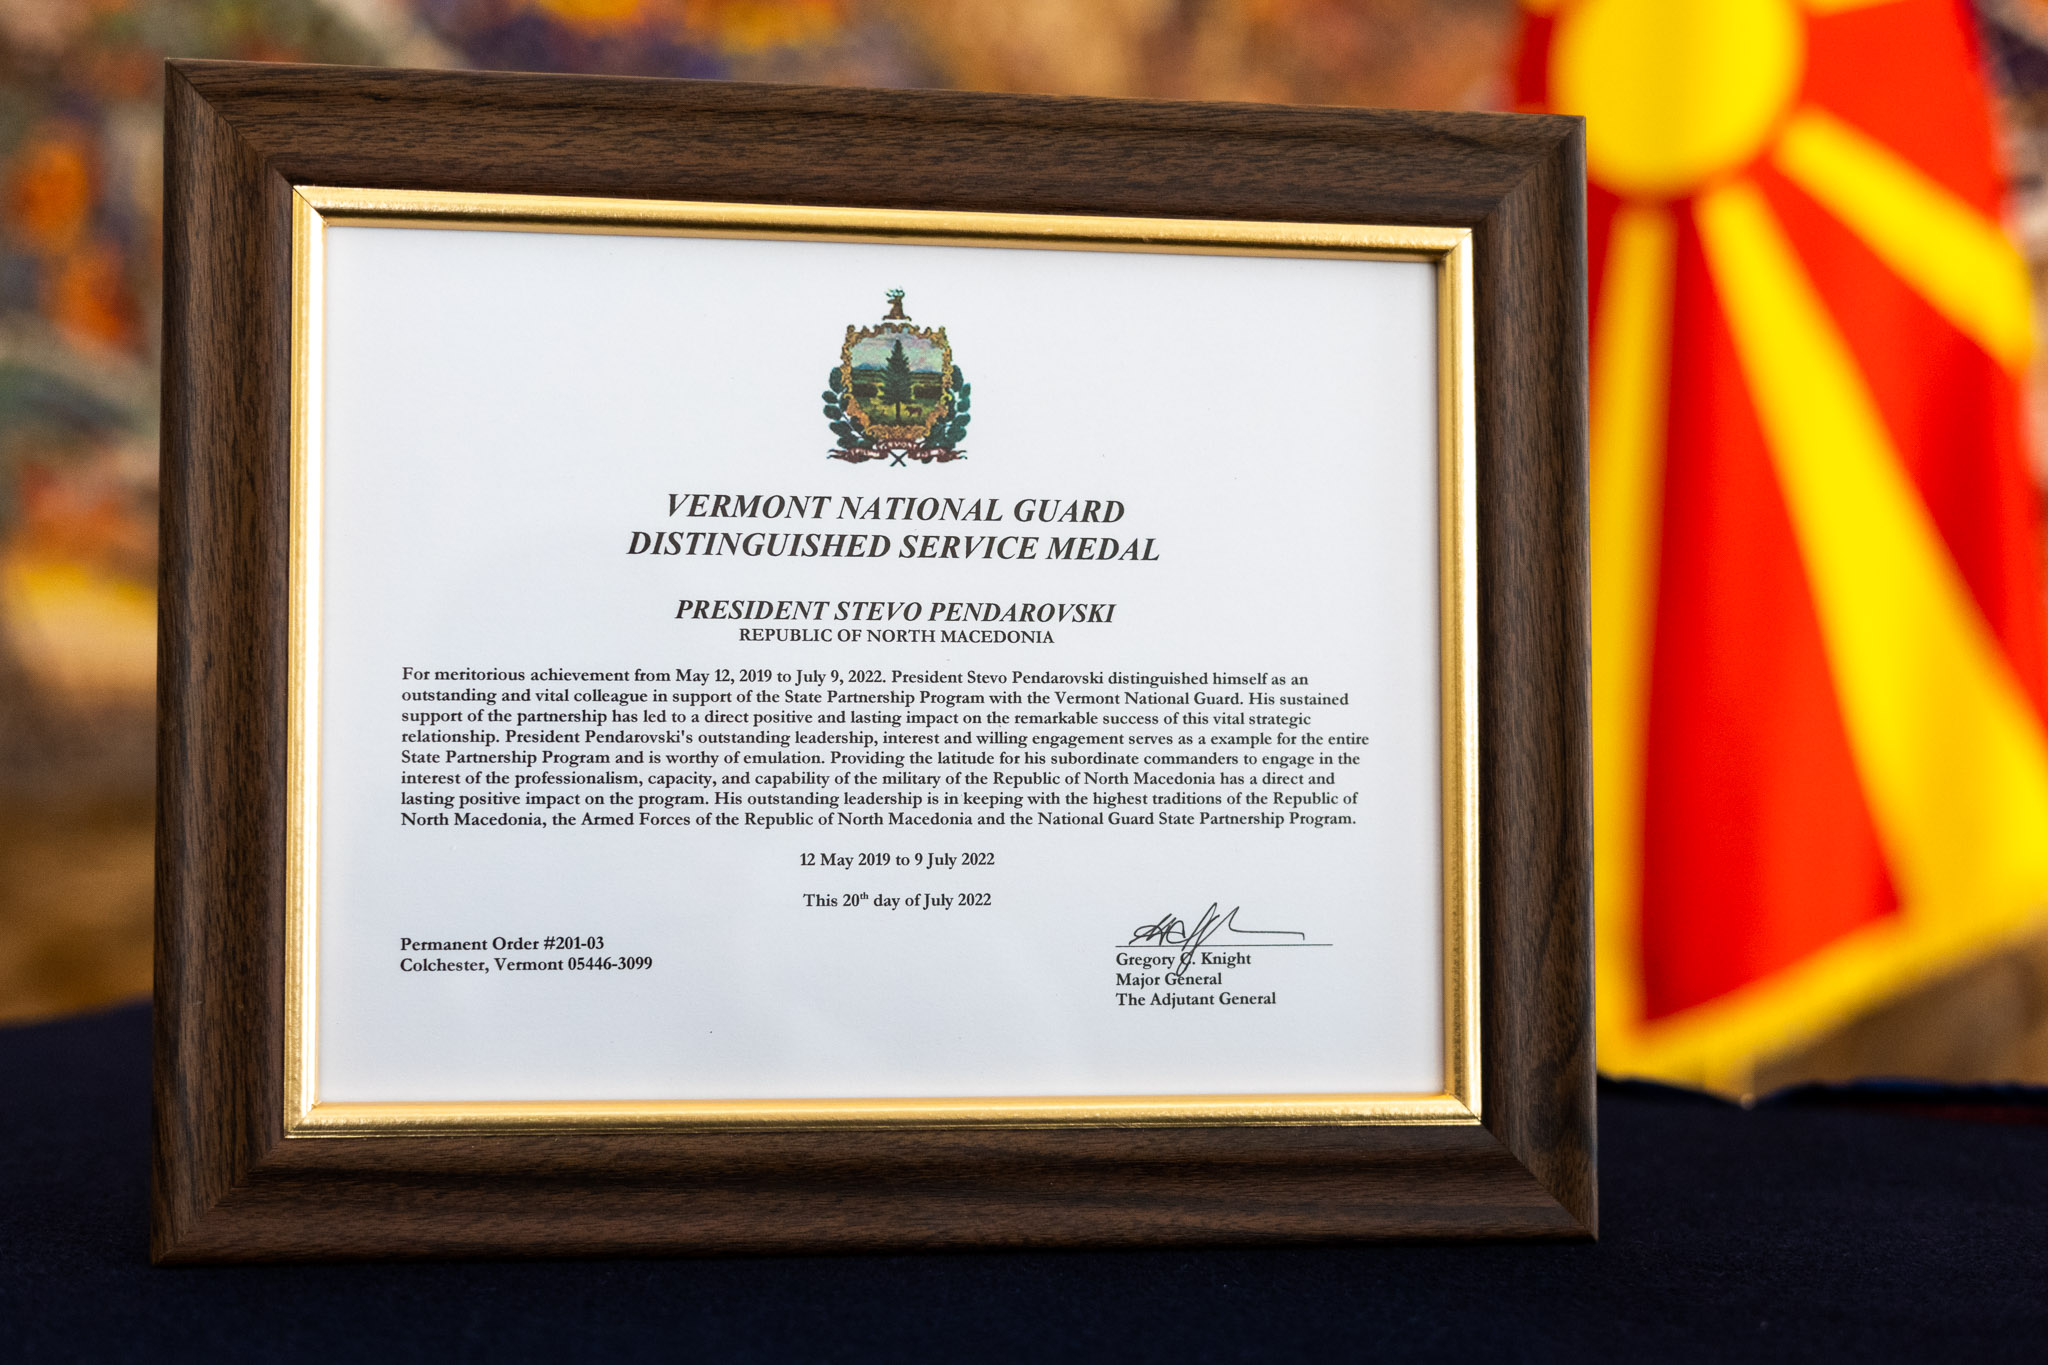 VERMONT NATIONAL GUARD
DISTINGUISHED SERVICE MEDAL
PRESIDENT STEVO PENDAROVSKI
REPUBLIC OF NORTH MACEDONIA
For meritorious achievement from May 12, 2019 to July 9, 2022. President Stevo Pendarovski distinguished himself as an
outstanding and vital colleague in support of the State Partnership Program with the Vermont National Guard. His sustained
support of the partnership has led to a direct positive and lasting impact on the remarkable success of this vital strategic
relationship. President Pendarovski's outstanding leadership, interest and willing engagement serves as a example for the entire
State Partnership Program and is worthy of emulation. Providing the latitude for his subordinate commanders to engage in the
interest of the professionalism, capacity, and capability of the military of the Republic of North Macedonia has a direct and
lasting positive impact on the program. His outstanding leadership is in keeping with the highest traditions of the Republic of
North Macedonia, the Armed Forces of the Republic of North Macedonia and the National Guard State Partnership Program.
12 May 2019 to 9 July 2022
This 20th day of July 2022
Permanent Order #201-03
Colchester, Vermont 05446-3099
Gregory C. Knight
Major General
The Adjutant General